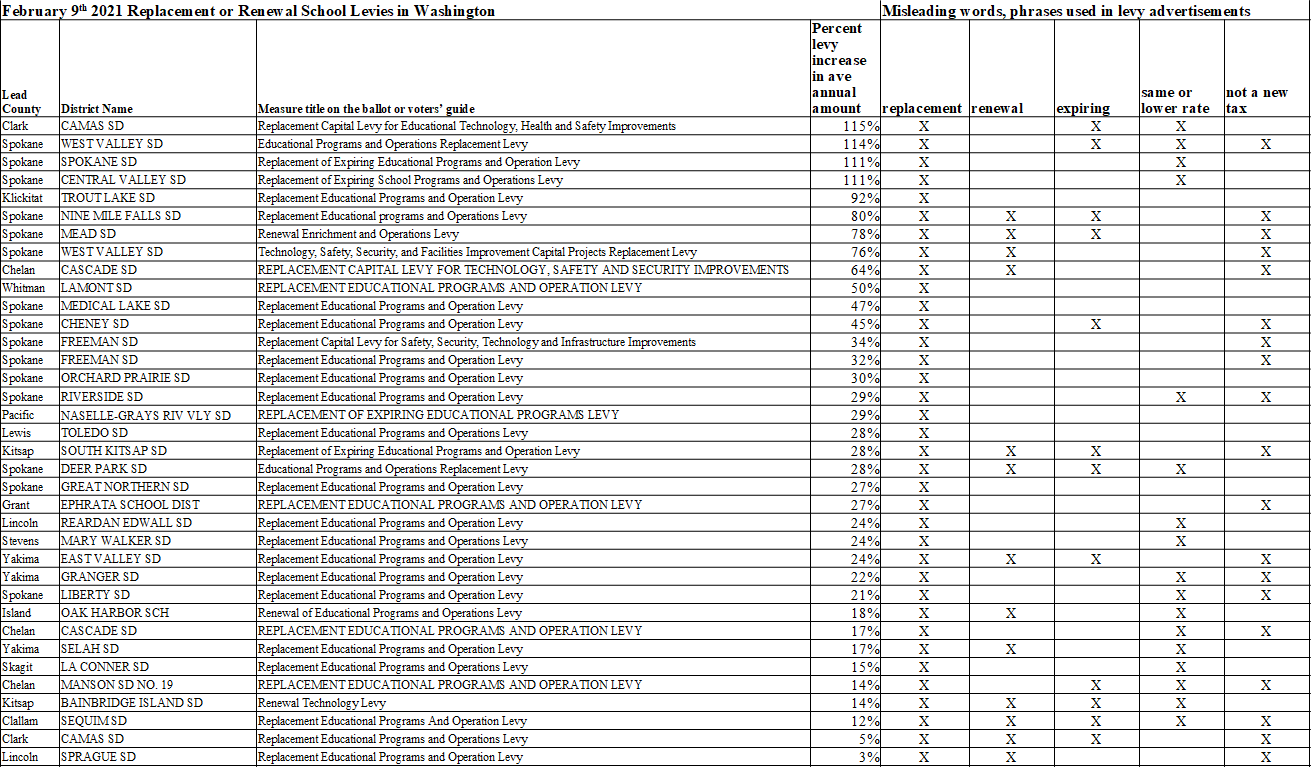 February 9th 2021 Replacement or Renewal School Levies in Washington Misleading words, phrases used in levy advertisements
Lead County District Name Measure title on the ballot or voters' guide Percent levy increase in ave annual amount replacement renewal expiring same or lower rate not a new tax
Clark CAMAS SD Replacement Capital Levy for Educational Technology, Health and Safety Improvements 115% X X X
Spokane WEST VALLEY SD Educational Programs and Operations Replacement Levy 114% X X X X
Spokane SPOKANE SD Replacement of Expiring Educational Programs and Operation Levy 111% X X
Spokane CENTRAL VALLEY SD Replacement of Expiring School Programs and Operations Levy 111% X X
Klickitat TROUT LAKE SD Replacement Educational Programs and Operation Levy 92% X
Spokane NINE MILE FALLS SD Replacement Educational programs and Operations Levy 80% X X X X
Spokane MEAD SD Renewal Enrichment and Operations Levy 78% X X X X
Spokane WEST VALLEY SD Technology, Safety, Security, and Facilities Improvement Capital Projects Replacement Levy 76% X X X
Chelan CASCADE SD REPLACEMENT CAPITAL LEVY FOR TECHNOLOGY, SAFETY AND SECURITY IMPROVEMENTS 64% X X X
Whitman LAMONT SD REPLACEMENT EDUCATIONAL PROGRAMS AND OPERATION LEVY 50% X
Spokane MEDICAL LAKE SD Replacement Educational Programs and Operation Levy 47% X
Spokane CHENEY SD Replacement Educational Programs and Operation Levy 45% X X X
Spokane FREEMAN SD Replacement Capital Levy for Safety, Security, Technology and Infrastructure Improvements 34% X X
Spokane FREEMAN SD Replacement Educational Programs and Operation Levy 32% X X
Spokane ORCHARD PRAIRIE SD Replacement Educational Programs and Operation Levy 30% X
Spokane RIVERSIDE SD Replacement Educational Programs and Operation Levy 29% X X X
Pacific NASELLE-GRAYS RIV VLY SD REPLACEMENT OF EXPIRING EDUCATIONAL PROGRAMS LEVY 29% X
Lewis TOLEDO SD Replacement Educational Programs and Operations Levy 28% X
Kitsap SOUTH KITSAP SD Replacement of Expiring Educational Programs and Operation Levy 28% X X X X
Spokane DEER PARK SD Educational Programs and Operations Replacement Levy 28% X X X X
Spokane GREAT NORTHERN SD Replacement Educational Programs and Operation Levy 27% X
Grant EPHRATA SCHOOL DIST REPLACEMENT EDUCATIONAL PROGRAMS AND OPERATION LEVY 27% X X
Lincoln REARDAN EDWALL SD Replacement Educational Programs and Operation Levy 24% X X
Stevens MARY WALKER SD Replacement Educational Programs and Operation Levy 24% X X
Yakima EAST VALLEY SD Replacement Educational Programs and Operation Levy 24% X X X X
Yakima GRANGER SD Replacement Educational Programs and Operation Levy 22% X X X
Spokane LIBERTY SD Replacement Educational Programs and Operation Levy 21% X X X
Island OAK HARBOR SCH Renewal of Educational Programs and Operations Levy 18% X X X
Chelan CASCADE SD REPLACEMENT EDUCATIONAL PROGRAMS AND OPERATION LEVY 17% X X X
Yakima SELAH SD Replacement Educational Programs and Operation Levy 17% X X X
Skagit LA CONNER SD Replacement Educational Programs and Operations Levy 15% X X
Chelan MANSON SD NO. 19 REPLACEMENT EDUCATIONAL PROGRAMS AND OPERATION LEVY 14% X X X X
Kitsap BAINBRIDGE ISLAND SD Renewal Technology Levy 14% X X X X
Clallam SEQUIM SD Replacement Educational Programs And Operation Levy 12% X X X X X
Clark CAMAS SD Replacement Educational Programs and Operations Levy 5% X X X X
Lincoln SPRAGUE SD Replacement Educational Programs and Operation Levy 3% X X X